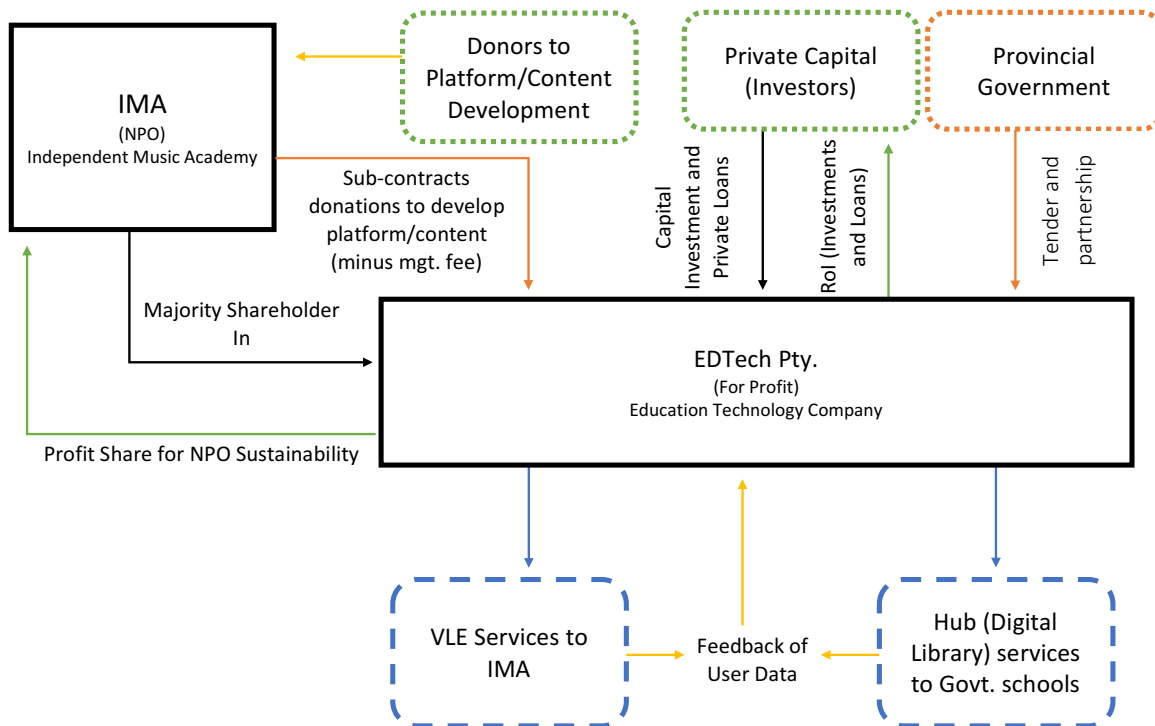 Donors to
Platform/Content
Development
Private Capital
(Investors)
Provincial
Government
IMA
(NPO)
Independent Music Academy
Sub-contracts
donations to develop
platform/content
(minus mgt. fee)
Capital
Investment and
Private Loans
RoI (Investments
and Loans)
Tender and
partnership
Majority Shareholder
In
EDTech Pty.
(For Profit)
Education Technology Company
Profit Share for NPO Sustainability
VLE Services to
IMA
Feedback of
User Data
Hub (Digital
Library) services
to Govt. schools